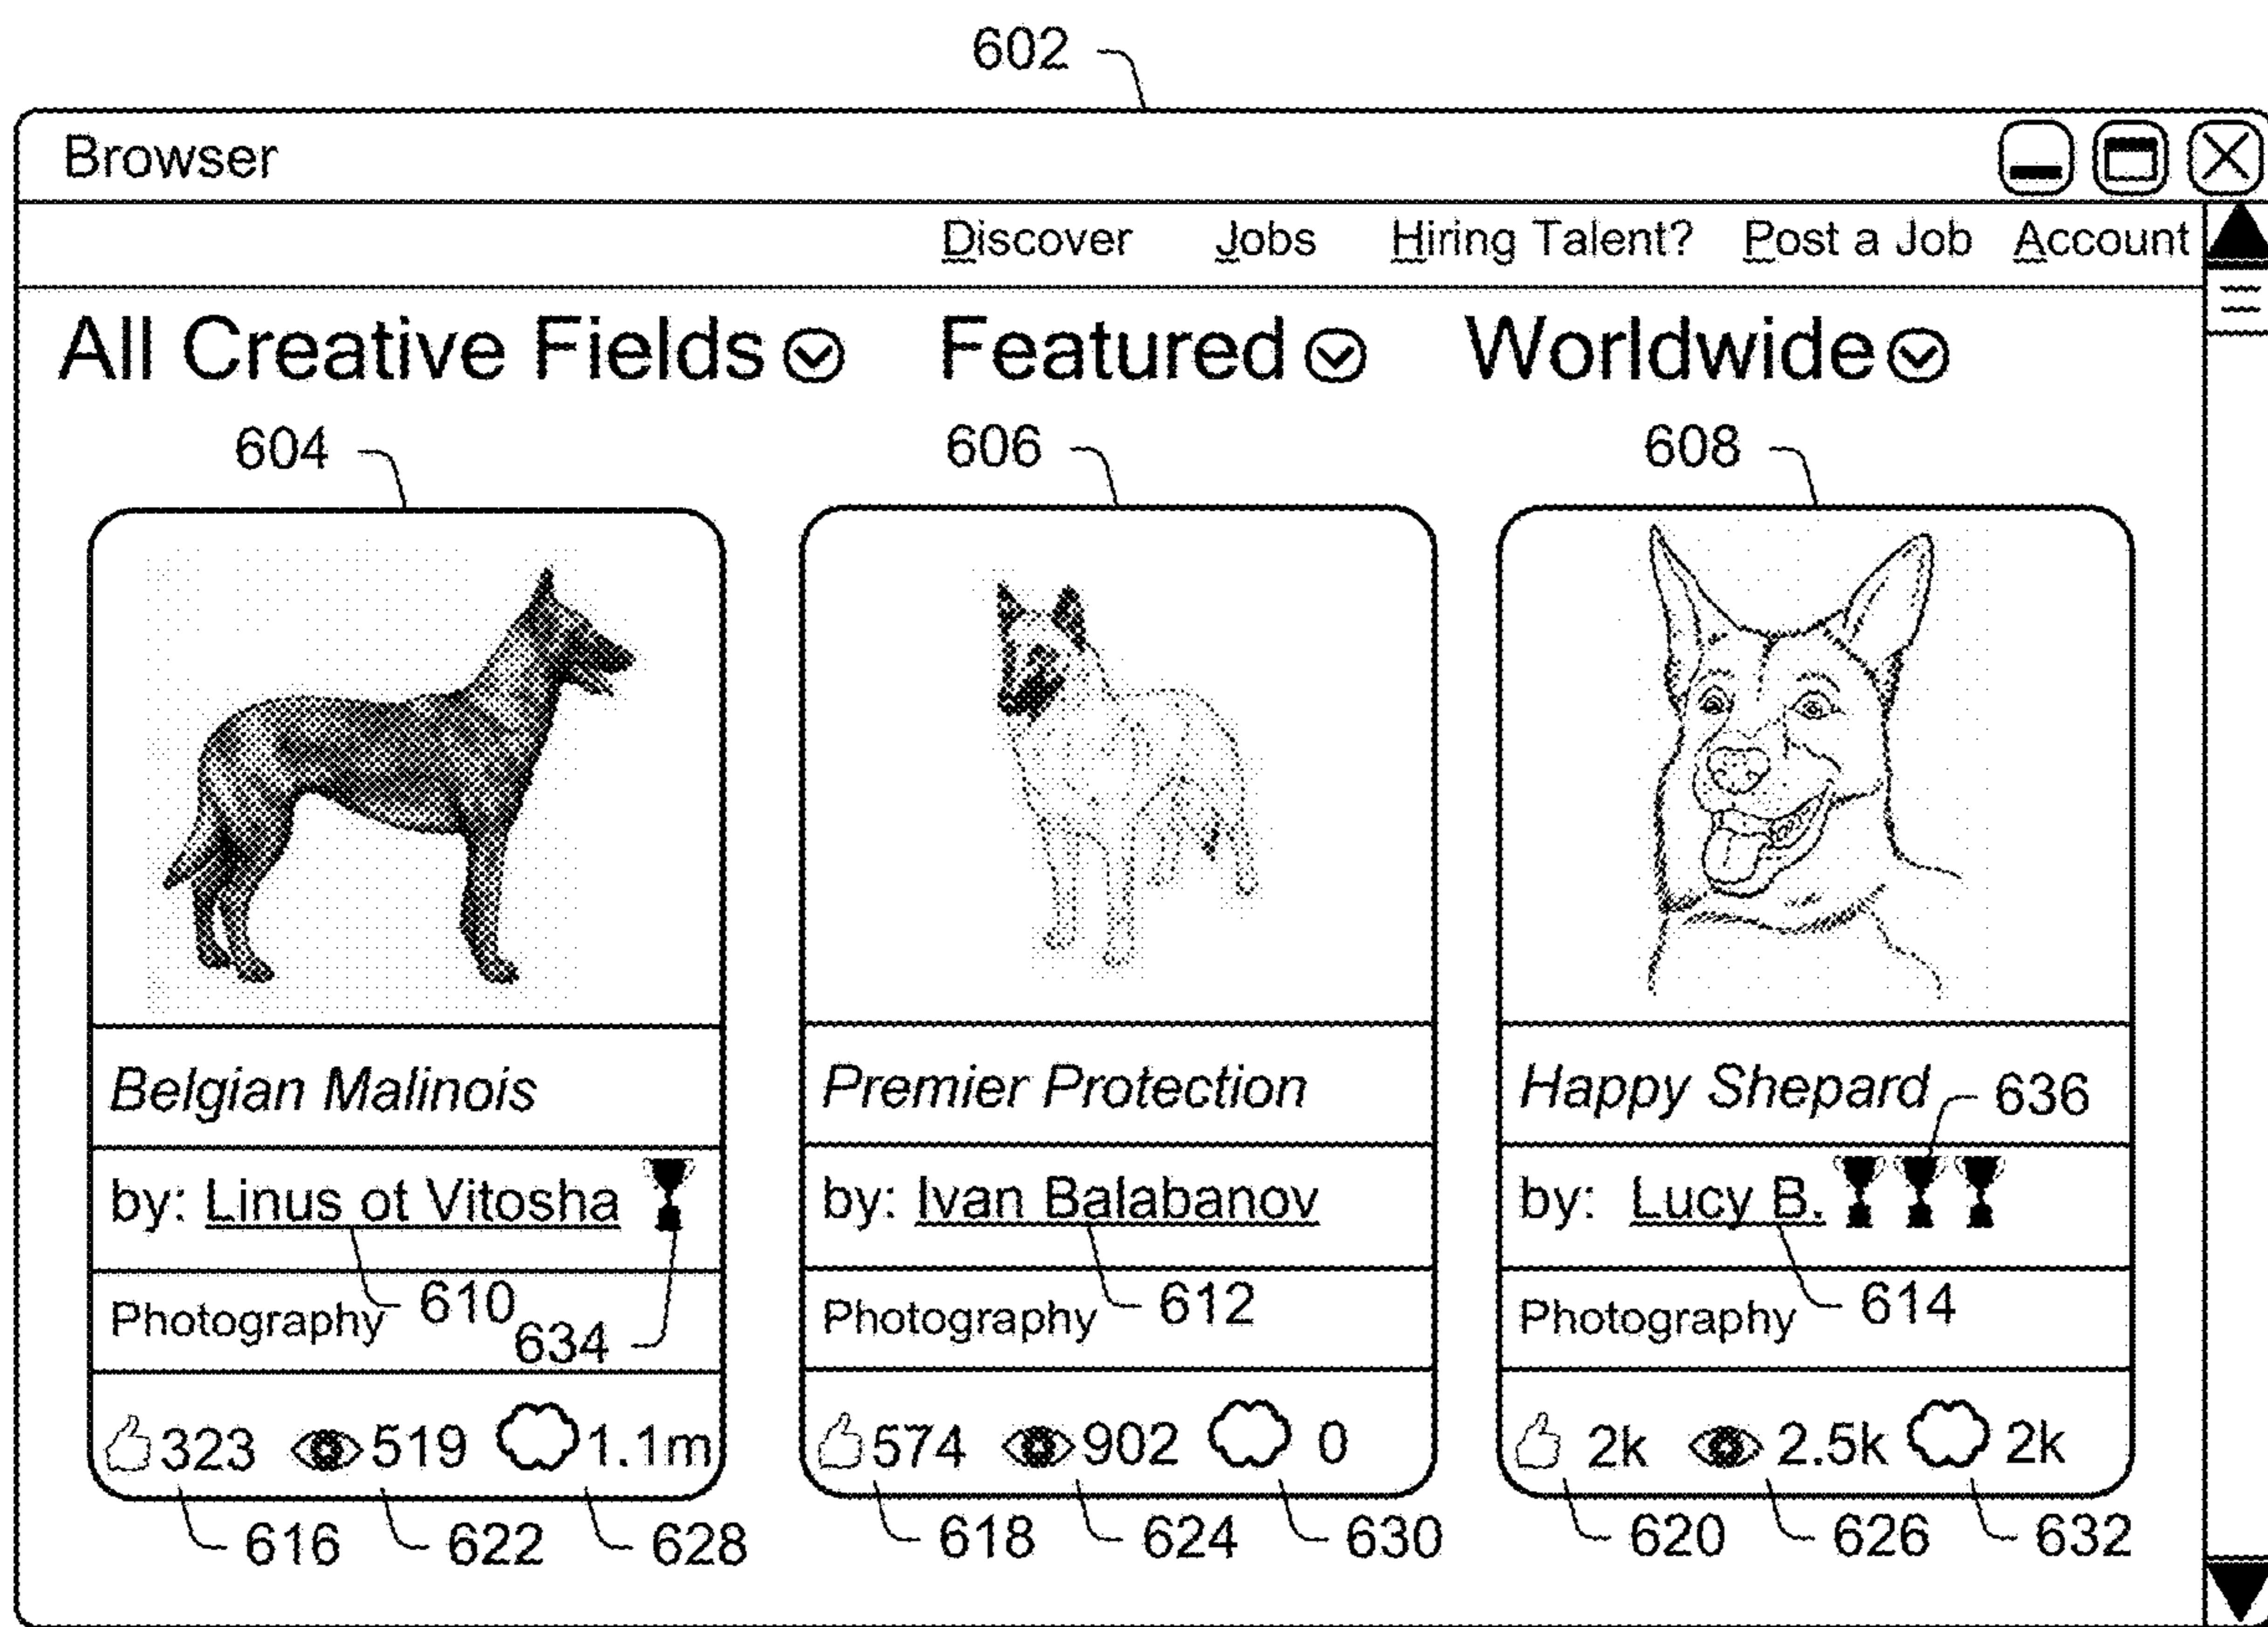 602
Browser
Discover Jobs Hiring Talent? Post a Job Account
All Creative Fields Featured Worldwide
604 606 608
Belgian Malinois Premier Protection Happy Shepard 636
by: Linus ot Vitosha by: Ivan Balabanov by: Lucy B.
Photography 610 Photography 612 Photography 614
634
323 519 1.1m 574 902 0 2k 2.5k 2k
616 622 628 618 624 630 620 626 632